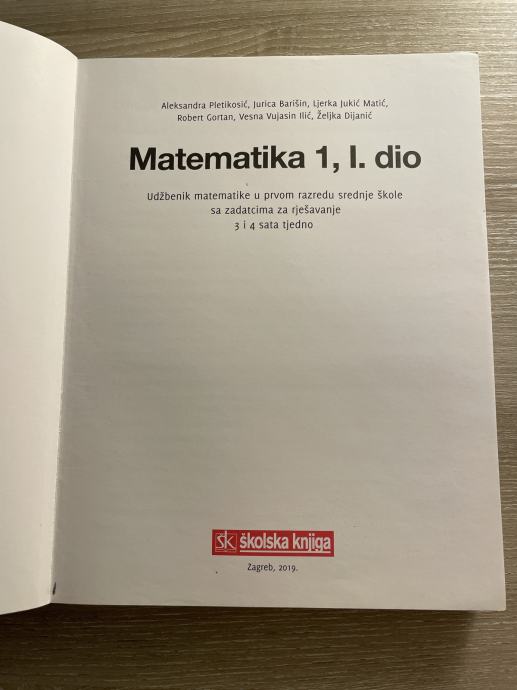 Aleksandra Pletikosić, Jurica Barišin, Ljerka Jukić Matić,
Robert Gortan, Vesna Vujasin Ilić, Željka Dijanić
Matematika 1, I. dio
Udžbenik matematike u prvom razredu srednje škole
sa zadatcima za rješavanje
3 i 4 sata tjedno
šk školska knjiga
Zagreb, 2019.